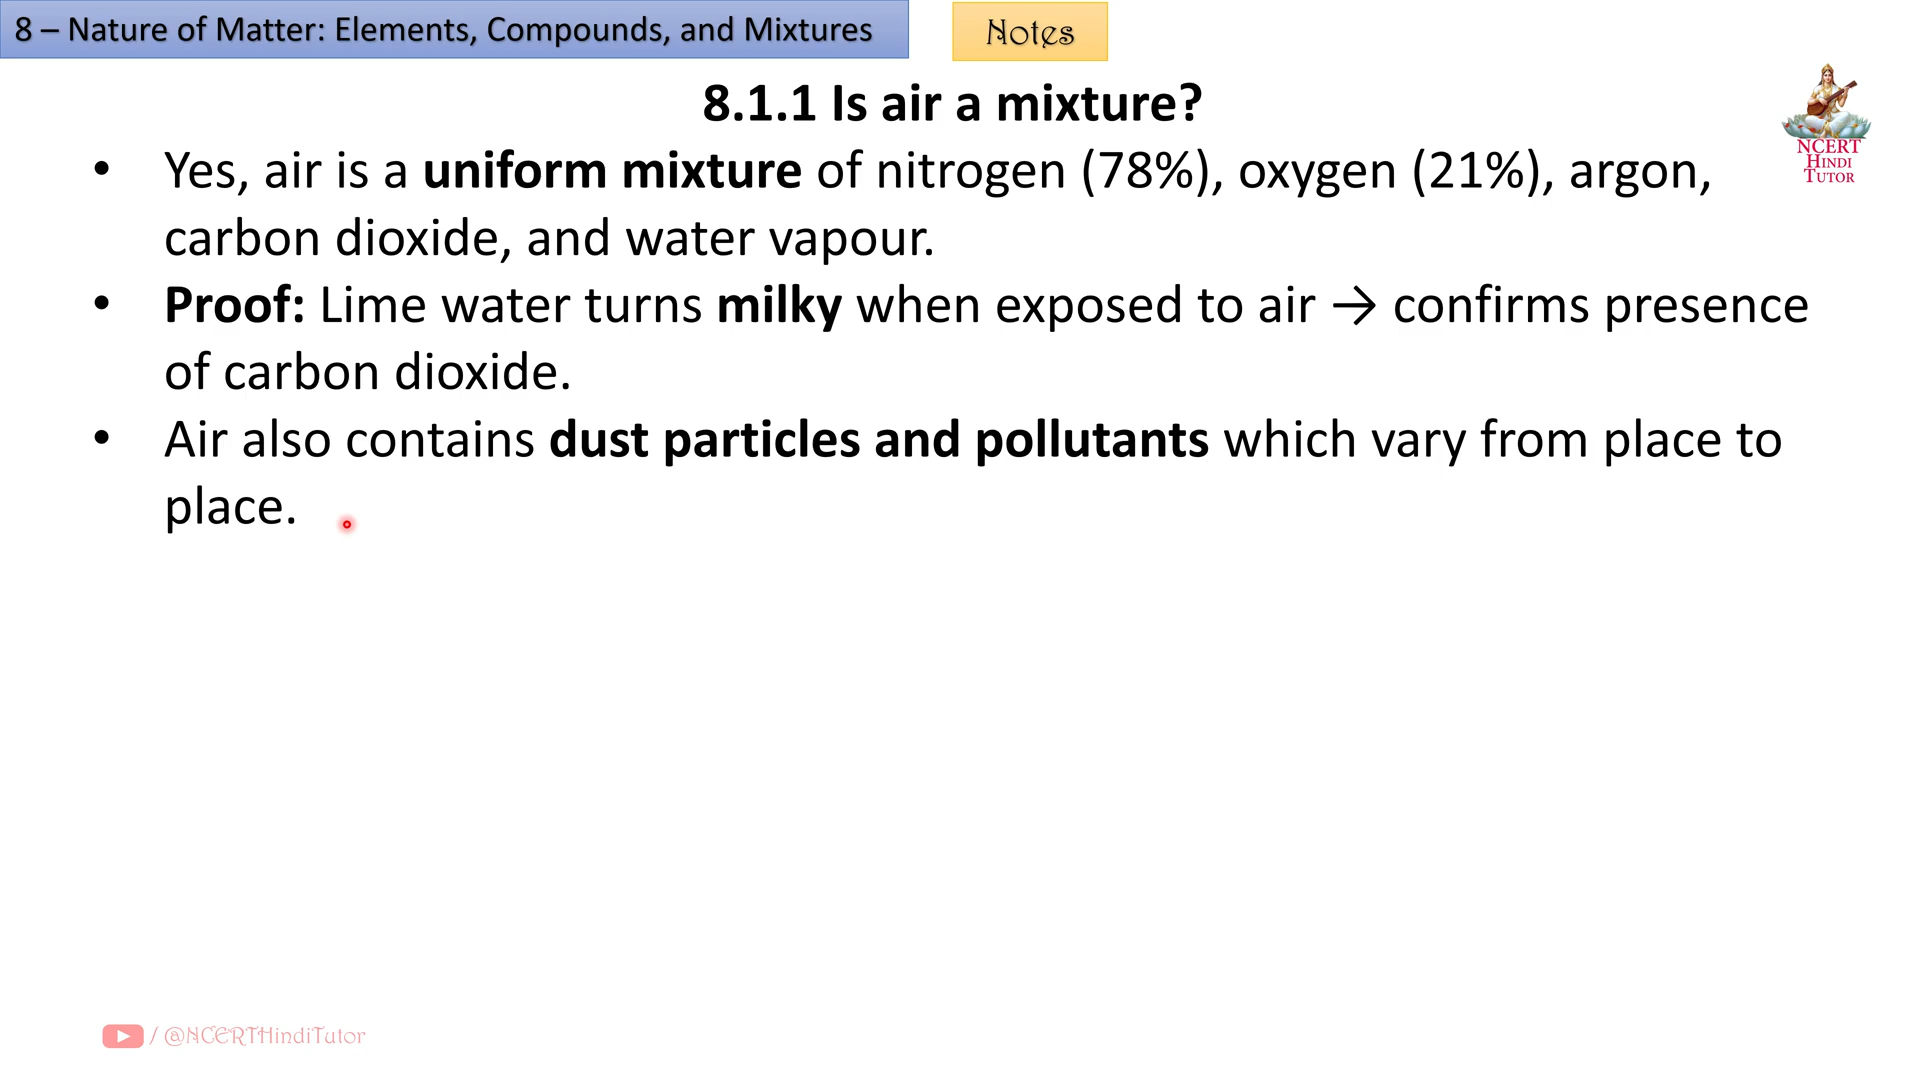 8 – Nature of Matter: Elements, Compounds, and Mixtures
Notes
8.1.1 Is air a mixture?
• Yes, air is a uniform mixture of nitrogen (78%), oxygen (21%), argon,
carbon dioxide, and water vapour.
• Proof: Lime water turns milky when exposed to air → confirms presence
of carbon dioxide.
• Air also contains dust particles and pollutants which vary from place to
place.
NCERT
HINDI
TUTOR
/ @NCERTHindiTutor